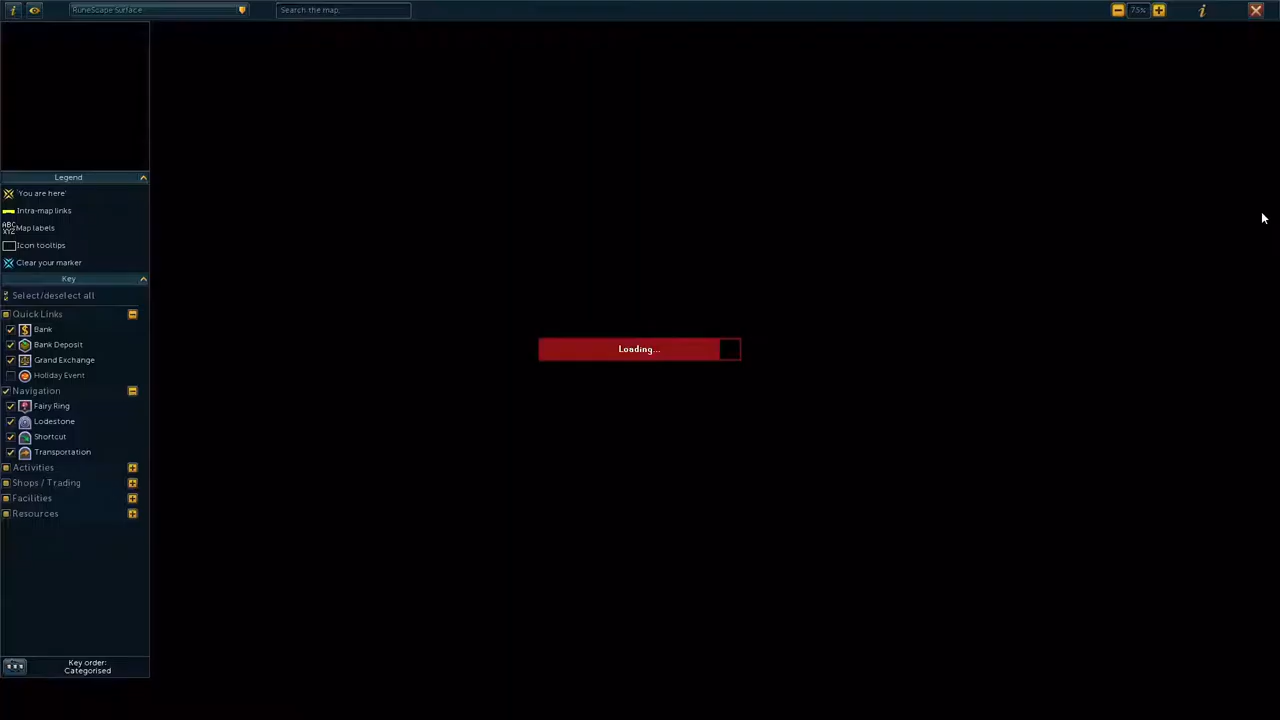 RuneScape Surface
Search the map,
75%
Legend
'You are here'
Intra-map links
ABC
XYZ
Map labels
Icon tooltips
Clear your marker
Key
Select/deselect all
Quick Links
Bank
Bank Deposit
Grand Exchange
Holiday Event
Navigation
Fairy Ring
Lodestone
Shortcut
Transportation
Activities
Shops / Trading
Facilities
Resources
Loading...
Key order:
Categorised